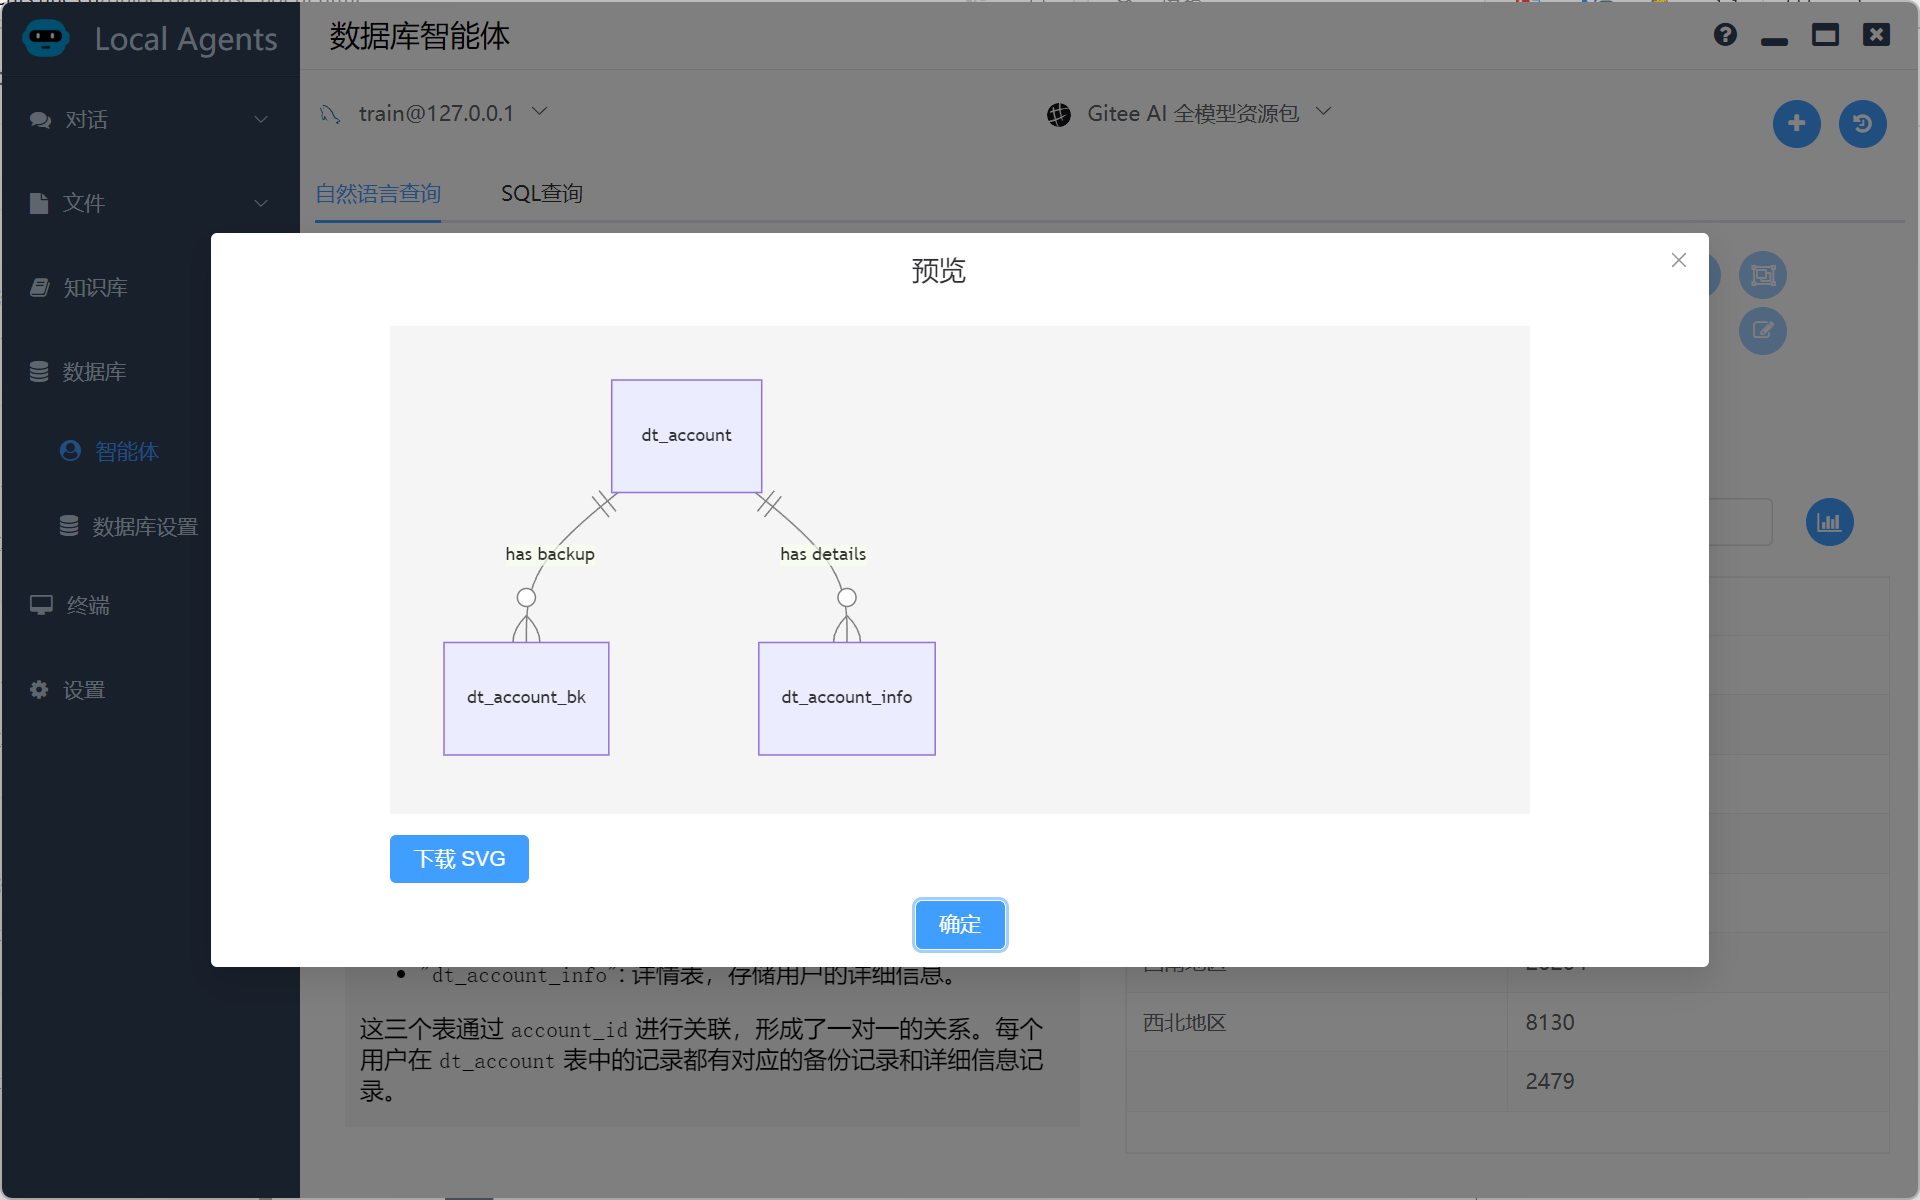 Local Agents
数据库智能体
对话
文件
知识库
数据库
智能体
数据库设置
终端
设置
train@127.0.0.1
Gitee AI 全模型资源包
自然语言查询
SQL查询
预览
dt_account
has backup
has details
dt_account_bk
dt_account_info
下载 SVG
确定
"dt_account_info": 详情表，存储用户的详细信息。
这三个表通过 account_id 进行关联，形成了一对一的关系。每个
用户在 dt_account 表中的记录都有对应的备份记录和详细信息记
录。
西北地区 8130
2479